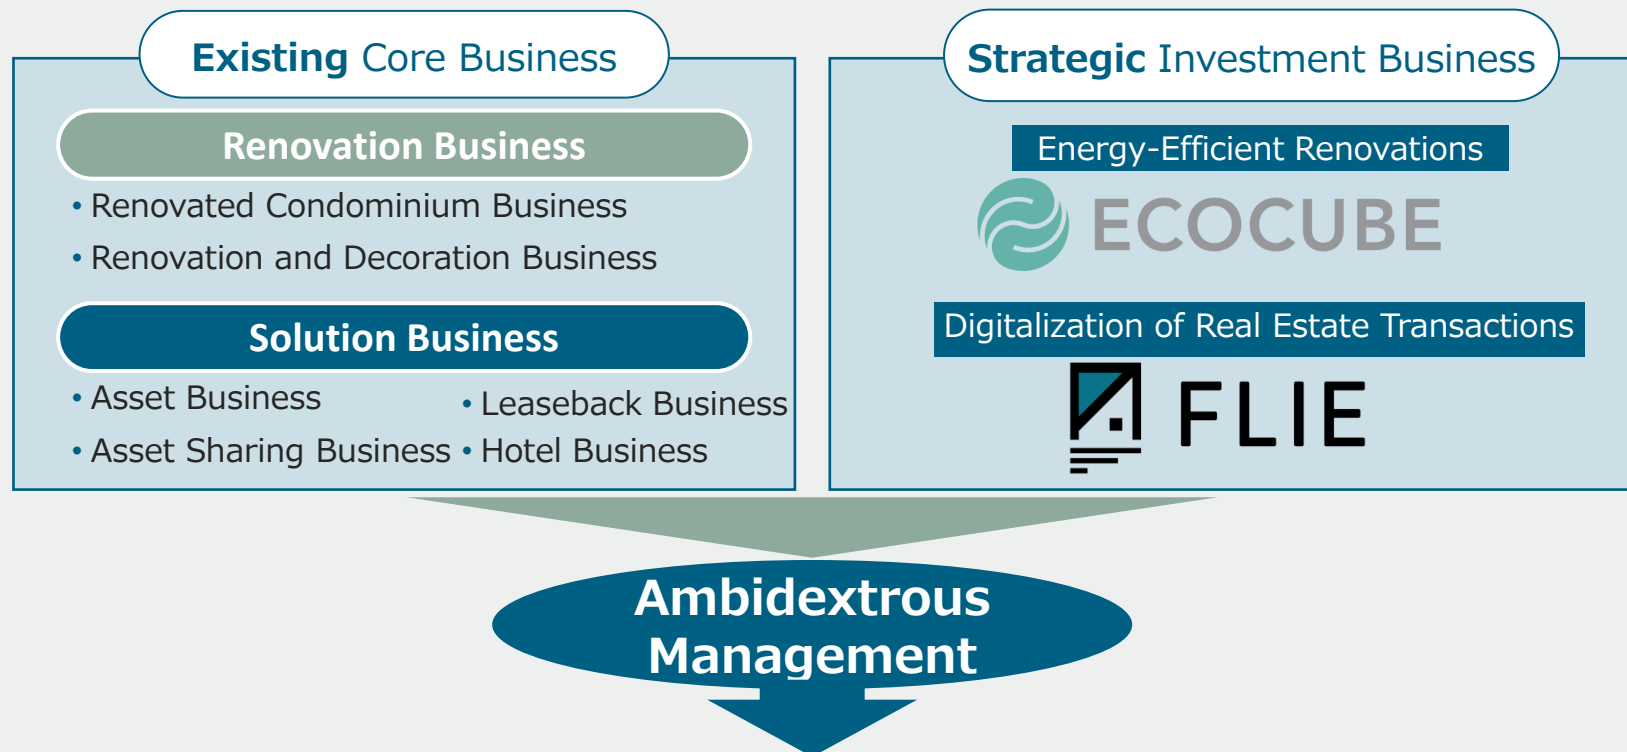 Existing Core Business
Renovation Business
• Renovated Condominium Business
• Renovation and Decoration Business
Solution Business
• Asset Business
• Leaseback Business
• Asset Sharing Business
• Hotel Business
Strategic Investment Business
Energy-Efficient Renovations
ECOCUBE
Digitalization of Real Estate Transactions
FLIE
Ambidextrous
Management